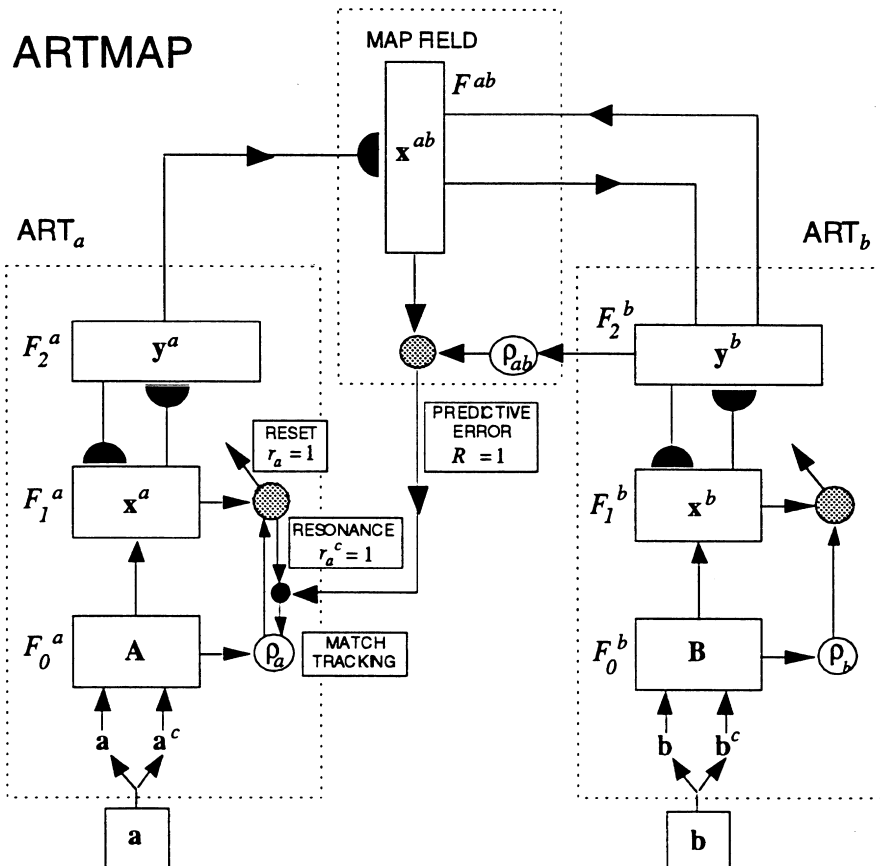 ARTMAP
MAP FIELD
F^ab
x^ab
ART_a
ART_b
F_2^a
y^a
ρ_ab
F_2^b
y^b
RESET
r_a = 1
PREDICTIVE
ERROR
R = 1
F_1^a
x^a
RESONANCE
r_a^c = 1
F_1^b
x^b
F_0^a
A
ρ_a
MATCH
TRACKING
F_0^b
B
ρ_b
a
a^c
b
b^c
a
b